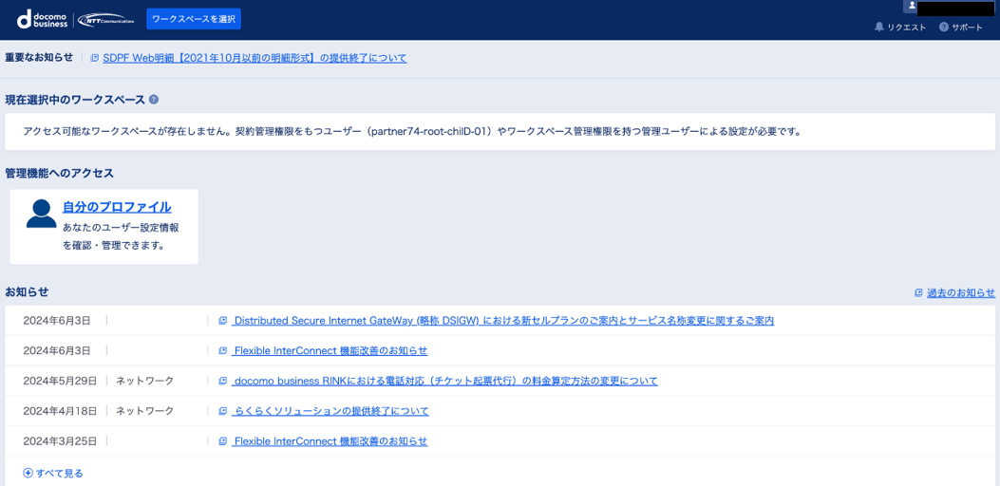 docomo business NTT Communications
ワークスペースを選択
リクエスト ? サポート
重要なお知らせ SDPF Web明細【2021年10月以前の明細形式】の提供終了について
現在選択中のワークスペース ?
アクセス可能なワークスペースが存在しません。契約管理権限をもつユーザー（partner74-root-chilD-01）やワークスペース管理権限を持つ管理ユーザーによる設定が必要です。
管理機能へのアクセス
自分のプロファイル
あなたのユーザー設定情報
を確認・管理できます。
お知らせ 過去のお知らせ
2024年6月3日 Distributed Secure Internet GateWay (略称 DSIGW) における新セルプランのご案内とサービス名称変更に関するご案内
2024年6月3日 Flexible InterConnect 機能改善のお知らせ
2024年5月29日 ネットワーク docomo business RINKにおける電話対応（チケット起票代行）の料金算定方法の変更について
2024年4月18日 ネットワーク らくらくソリューションの提供終了について
2024年3月25日 Flexible InterConnect 機能改善のお知らせ
すべて見る